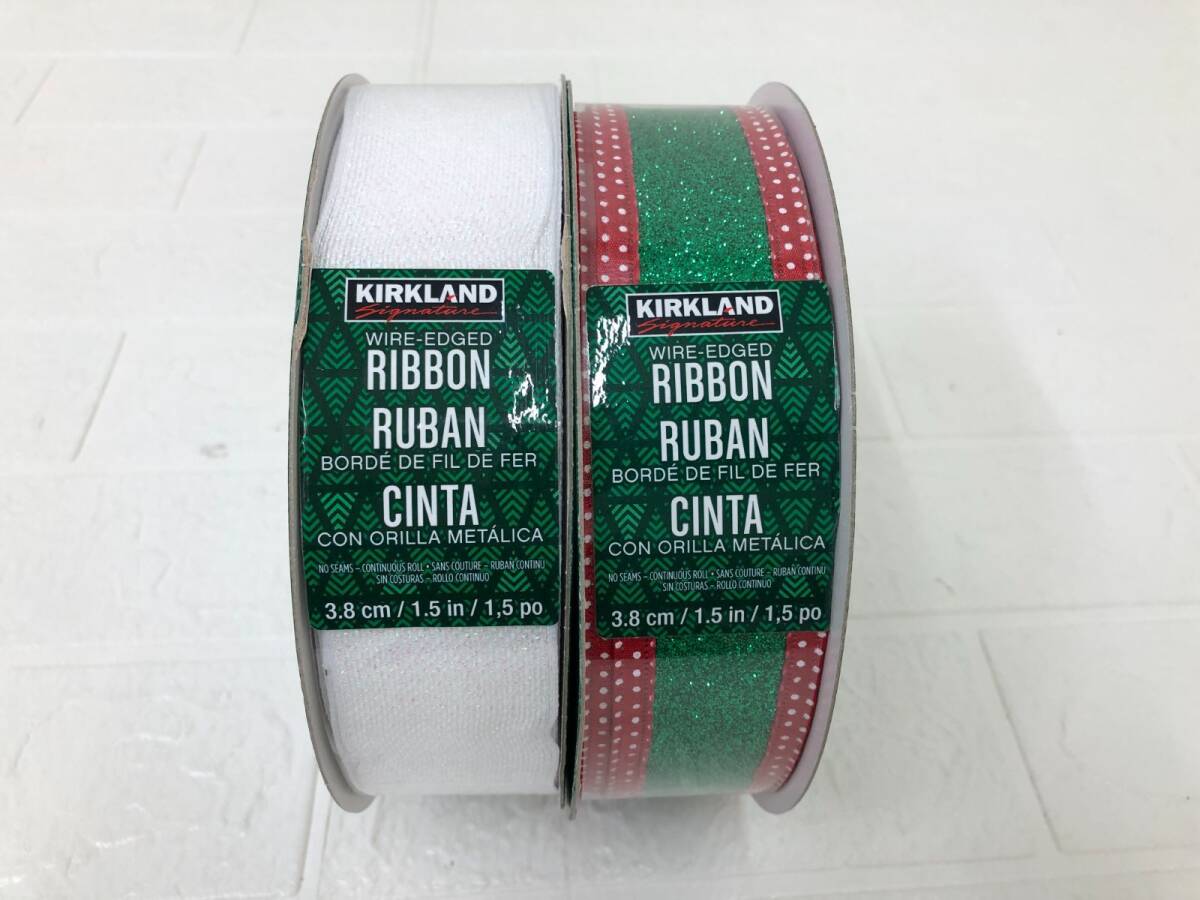 KIRKLAND
Signature
WIRE-EDGED
RIBBON
RUBAN
BORDÉ DE FIL DE FER
CINTA
CON ORILLA METÁLICA
NO SEAMS – CONTINUOUS ROLL • SANS COUTURE – RUBAN CONTINU
SIN COSTURAS – ROLLO CONTINUO
3.8 cm / 1.5 in / 1,5 po
KIRKLAND
Signature
WIRE-EDGED
RIBBON
RUBAN
BORDÉ DE FIL DE FER
CINTA
CON ORILLA METÁLICA
NO SEAMS – CONTINUOUS ROLL • SANS COUTURE – RUBAN CONTINU
SIN COSTURAS – ROLLO CONTINUO
3.8 cm / 1.5 in / 1,5 po